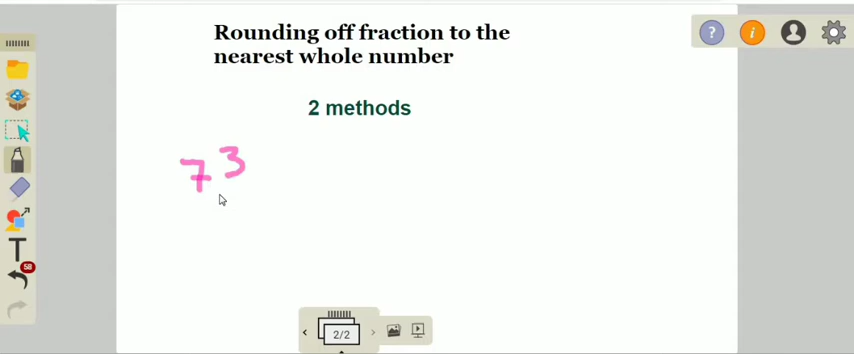 Rounding off fraction to the
nearest whole number
2 methods
7 3
58
2/2